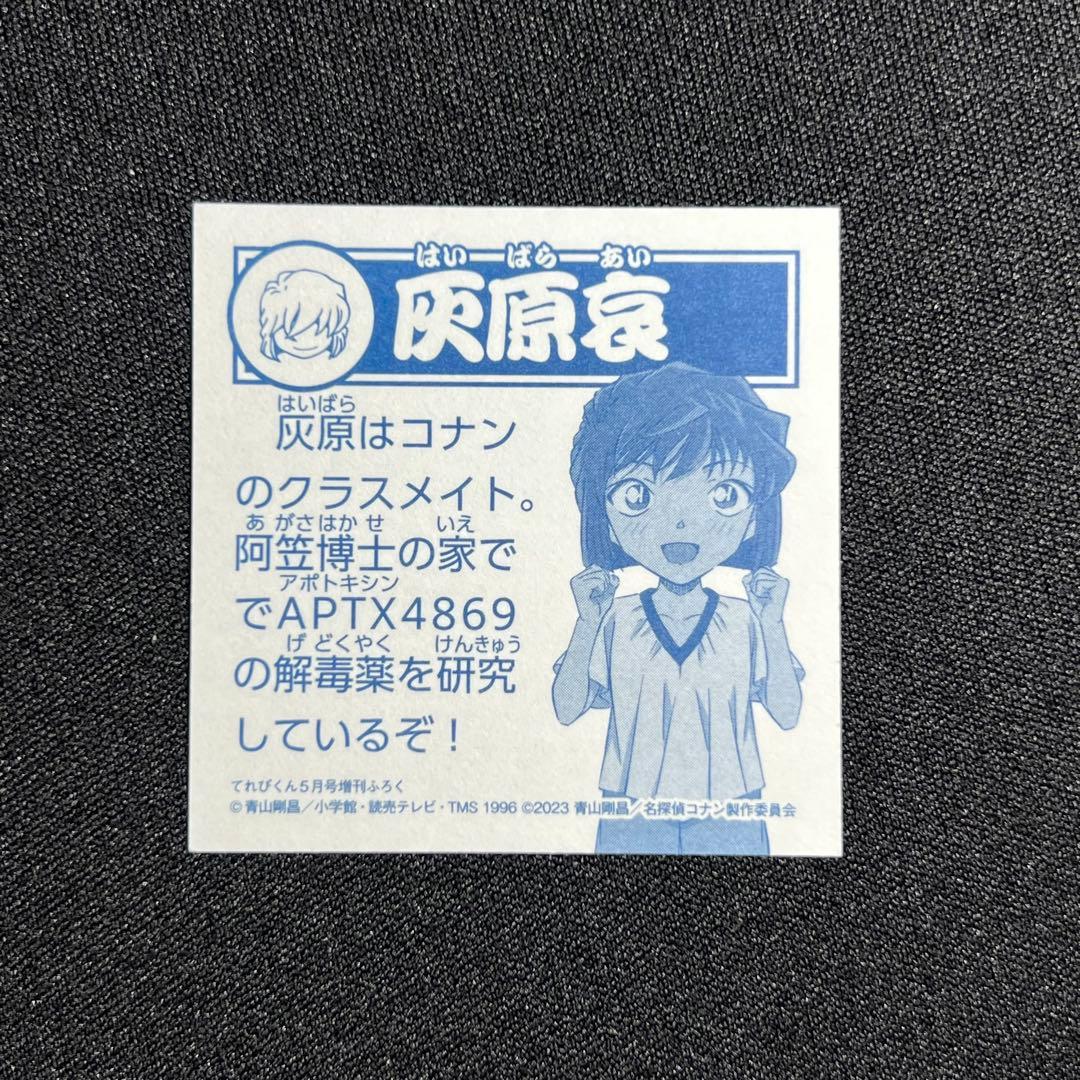 はいばらあい
灰原哀
はいばら
灰原はコナン
のクラスメイト。
あがさはかせ いえ
阿笠博士の家で
アポトキシン
でAPTX4869
げどくやく けんきゅう
の解毒薬を研究
しているぞ！
てれびくん5月号増刊ふろく
©青山剛昌／小学館・読売テレビ・TMS 1996 ©2023 青山剛昌／名探偵コナン製作委員会